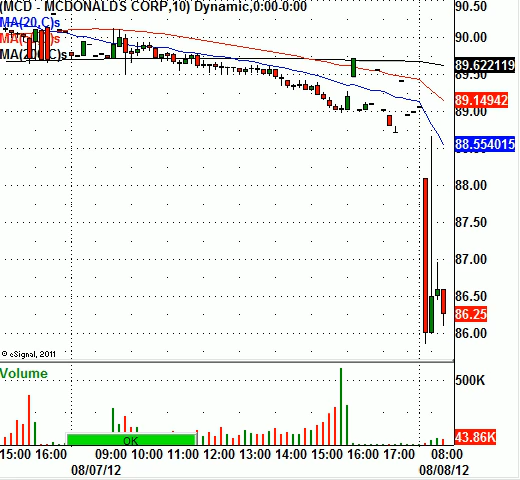 (MCD - MCDONALDS CORP,10) Dynamic,0:00-0:00
MA(20,C)s
MA(20
C)s
90.50
90.00
89.622119
89.50
89.14942
89.00
88.554015
88.00
87.50
87.00
86.50
86.25
86.00
© eSignal, 2011
Volume
500K
43.86K
OK
15:00 16:00 09:00 10:00 11:00 12:00 13:00 14:00 15:00 16:00 17:00 08:00
08/07/12 08/08/12